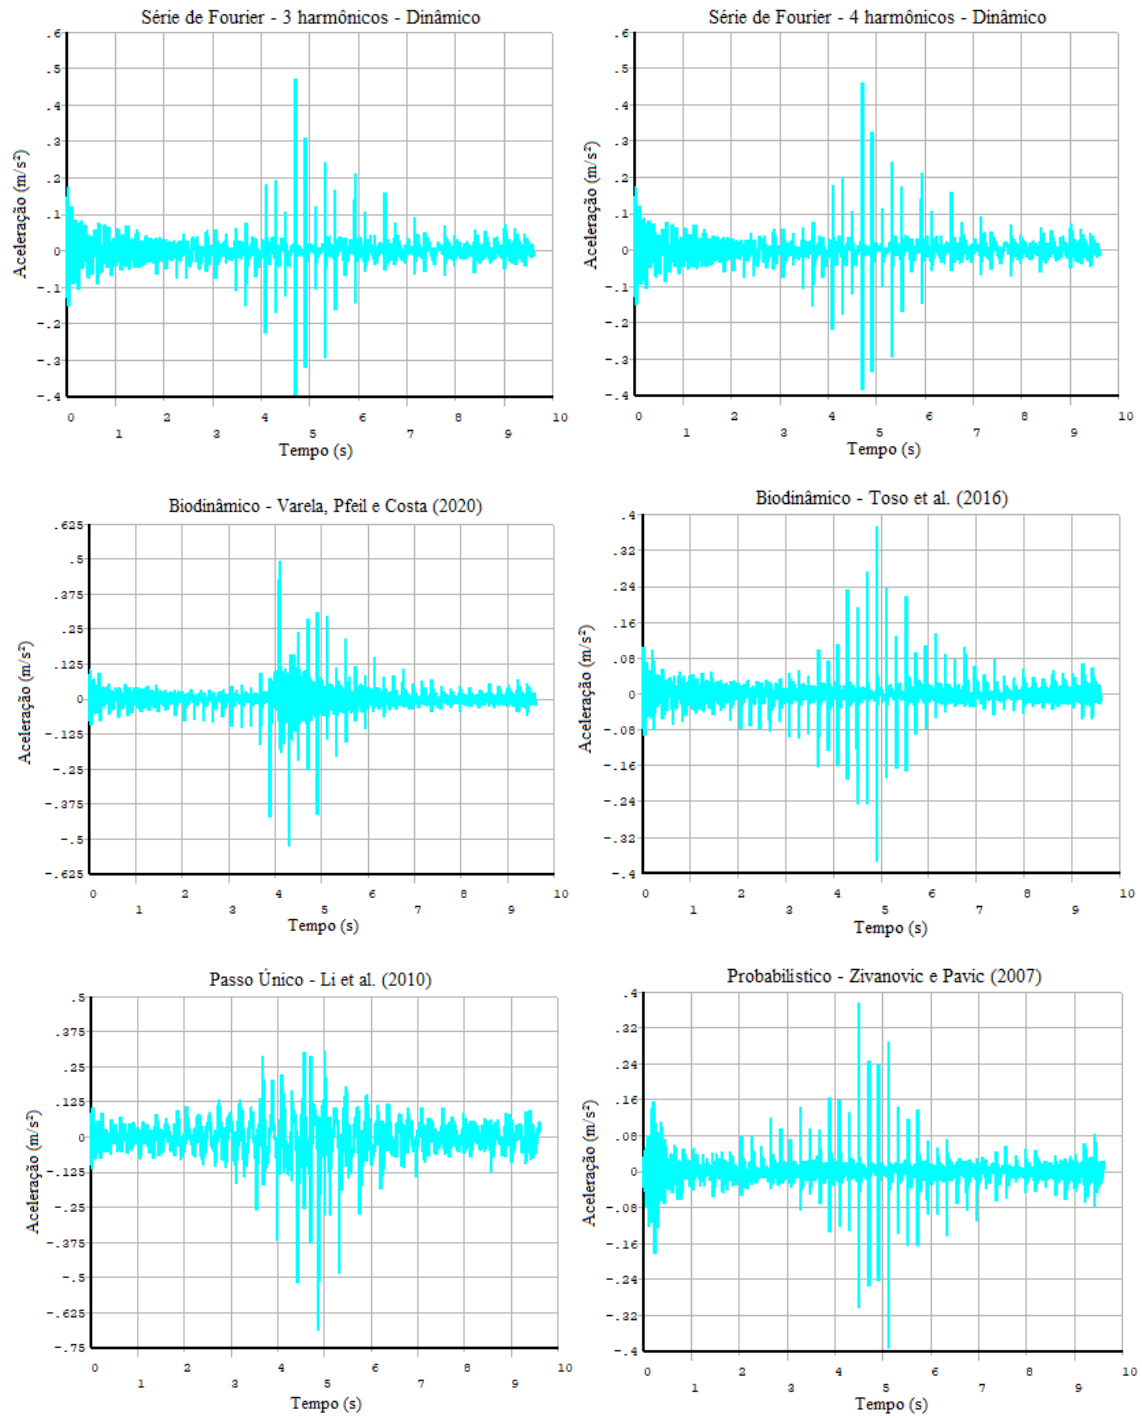 Série de Fourier - 3 harmônicos - Dinâmico
.6
.5
.4
.3
.2
.1
0
-.1
-.2
-.3
-.4
Aceleração (m/s²)
0 2 4 6 8 10
1 3 5 7 9
Tempo (s)
Série de Fourier - 4 harmônicos - Dinâmico
.6
.5
.4
.3
.2
.1
0
-.1
-.2
-.3
-.4
Aceleração (m/s²)
0 2 4 6 8 10
1 3 5 7 9
Tempo (s)
Biodinâmico - Varela, Pfeil e Costa (2020)
.625
.5
.375
.25
.125
0
-.125
-.25
-.375
-.5
-.625
Aceleração (m/s²)
0 2 4 6 8 10
1 3 5 7 9
Tempo (s)
Biodinâmico - Toso et al. (2016)
.4
.32
.24
.16
.08
0
-.08
-.16
-.24
-.32
-.4
Aceleração (m/s²)
0 2 4 6 8 10
1 3 5 7 9
Tempo (s)
Passo Único - Li et al. (2010)
.5
.375
.25
.125
0
-.125
-.25
-.375
-.5
-.625
-.75
Aceleração (m/s²)
0 2 4 6 8 10
1 3 5 7 9
Tempo (s)
Probabilístico - Zivanovic e Pavic (2007)
.4
.32
.24
.16
.08
0
-.08
-.16
-.24
-.32
-.4
Aceleração (m/s²)
0 2 4 6 8 10
1 3 5 7 9
Tempo (s)